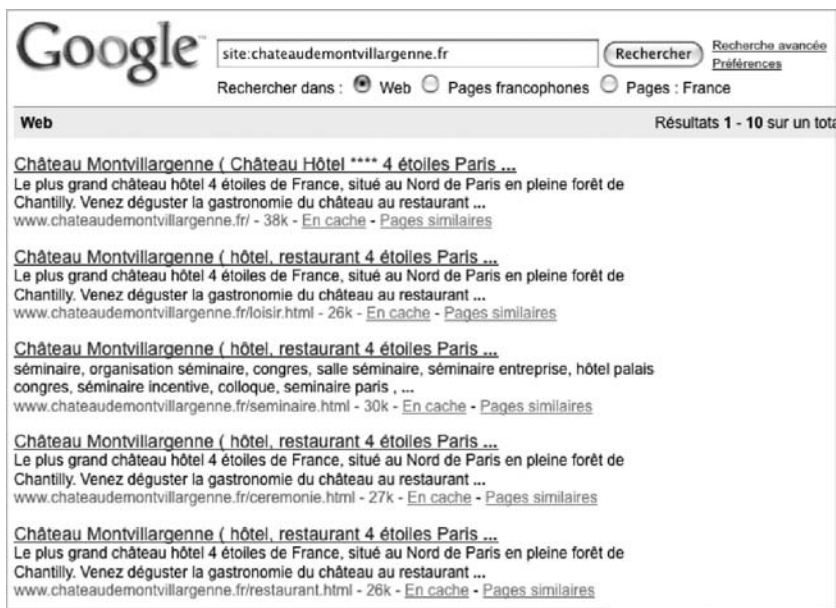 Google™
site:chateaudemontvillargenne.fr
Rechercher
Recherche avancée
Préférences
Rechercher dans : Web Pages francophones Pages : France
Web Résultats 1 - 10 sur un tota
Château Montvillargenne ( Château Hôtel **** 4 étoiles Paris ...
Le plus grand château hôtel 4 étoiles de France, situé au Nord de Paris en pleine forêt de
Chantilly. Venez déguster la gastronomie du château au restaurant ...
www.chateaudemontvillargenne.fr/ - 38k - En cache - Pages similaires
Château Montvillargenne ( hôtel, restaurant 4 étoiles Paris ...
Le plus grand château hôtel 4 étoiles de France, situé au Nord de Paris en pleine forêt de
Chantilly. Venez déguster la gastronomie du château au restaurant ...
www.chateaudemontvillargenne.fr/loisir.html - 26k - En cache - Pages similaires
Château Montvillargenne ( hôtel, restaurant 4 étoiles Paris ...
séminaire, organisation séminaire, congres, salle séminaire, séminaire entreprise, hôtel palais
congres, séminaire incentive, colloque, seminaire paris , ...
www.chateaudemontvillargenne.fr/seminaire.html - 30k - En cache - Pages similaires
Château Montvillargenne ( hôtel, restaurant 4 étoiles Paris ...
Le plus grand château hôtel 4 étoiles de France, situé au Nord de Paris en pleine forêt de
Chantilly. Venez déguster la gastronomie du château au restaurant ...
www.chateaudemontvillargenne.fr/ceremonie.html - 27k - En cache - Pages similaires
Château Montvillargenne ( hôtel, restaurant 4 étoiles Paris ...
Le plus grand château hôtel 4 étoiles de France, situé au Nord de Paris en pleine forêt de
Chantilly. Venez déguster la gastronomie du château au restaurant ...
www.chateaudemontvillargenne.fr/restaurant.html - 26k - En cache - Pages similaires